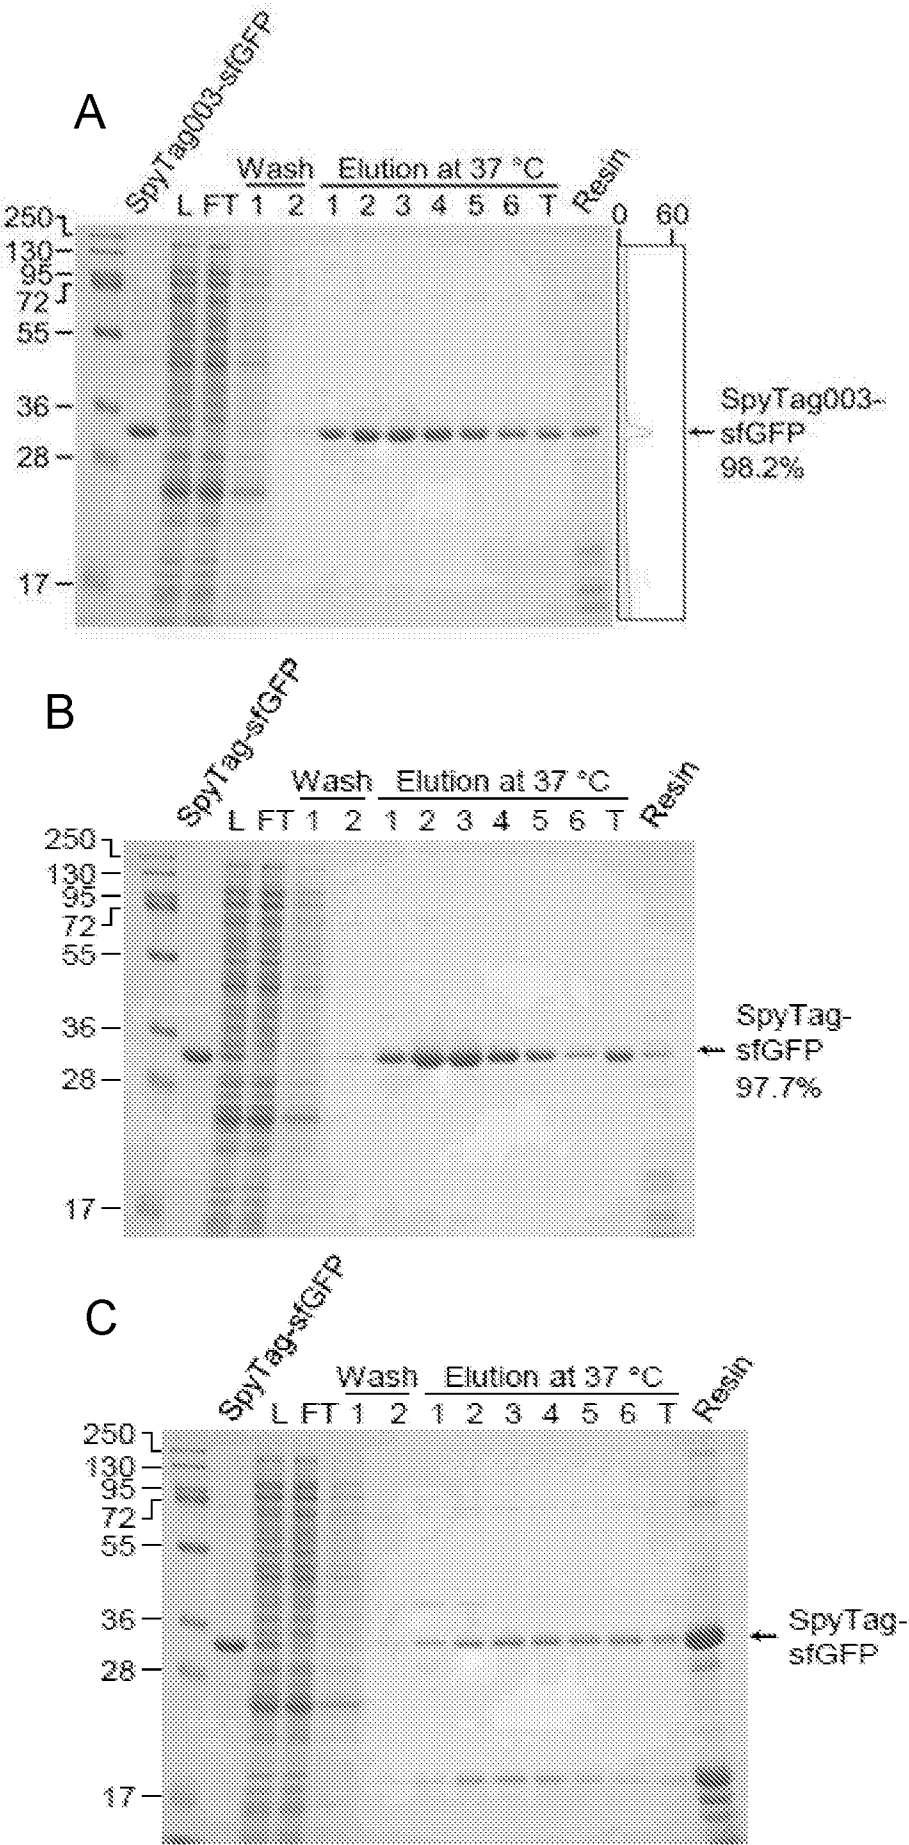 A
SpyTag003-sfGFP
Wash Elution at 37 °C Resin
L FT 1 2 1 2 3 4 5 6 T
0 60
250
130
95
72
55
36
28
17
SpyTag003-
sfGFP
98.2%
B
SpyTag-sfGFP
Wash Elution at 37 °C Resin
L FT 1 2 1 2 3 4 5 6 T
250
130
95
72
55
36
28
17
SpyTag-
sfGFP
97.7%
C
SpyTag-sfGFP
Wash Elution at 37 °C Resin
L FT 1 2 1 2 3 4 5 6 T
250
130
95
72
55
36
28
17
SpyTag-
sfGFP